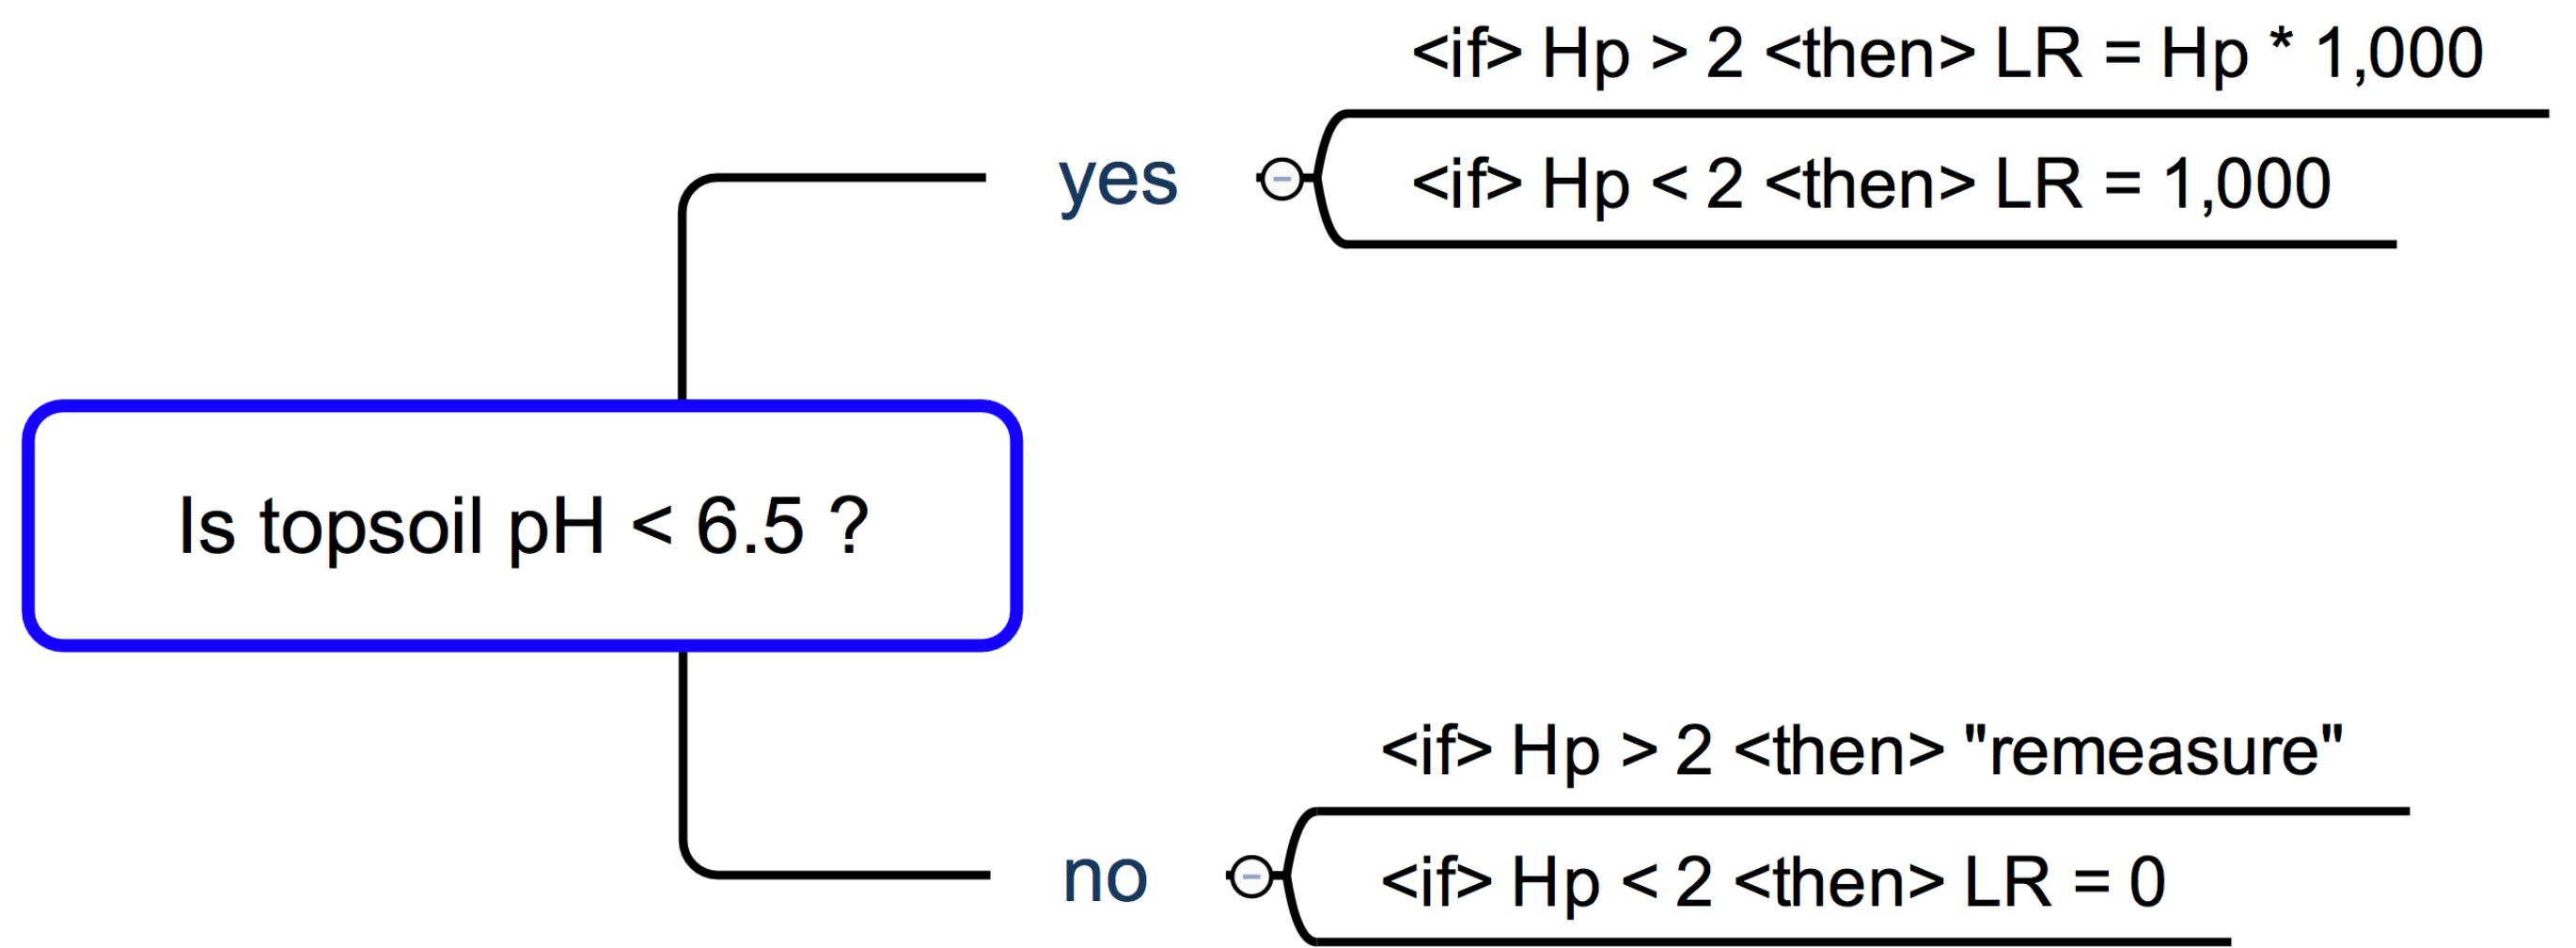 <if> Hp > 2 <then> LR = Hp * 1,000
yes
<if> Hp < 2 <then> LR = 1,000
Is topsoil pH < 6.5 ?
<if> Hp > 2 <then> "remeasure"
no
<if> Hp < 2 <then> LR = 0